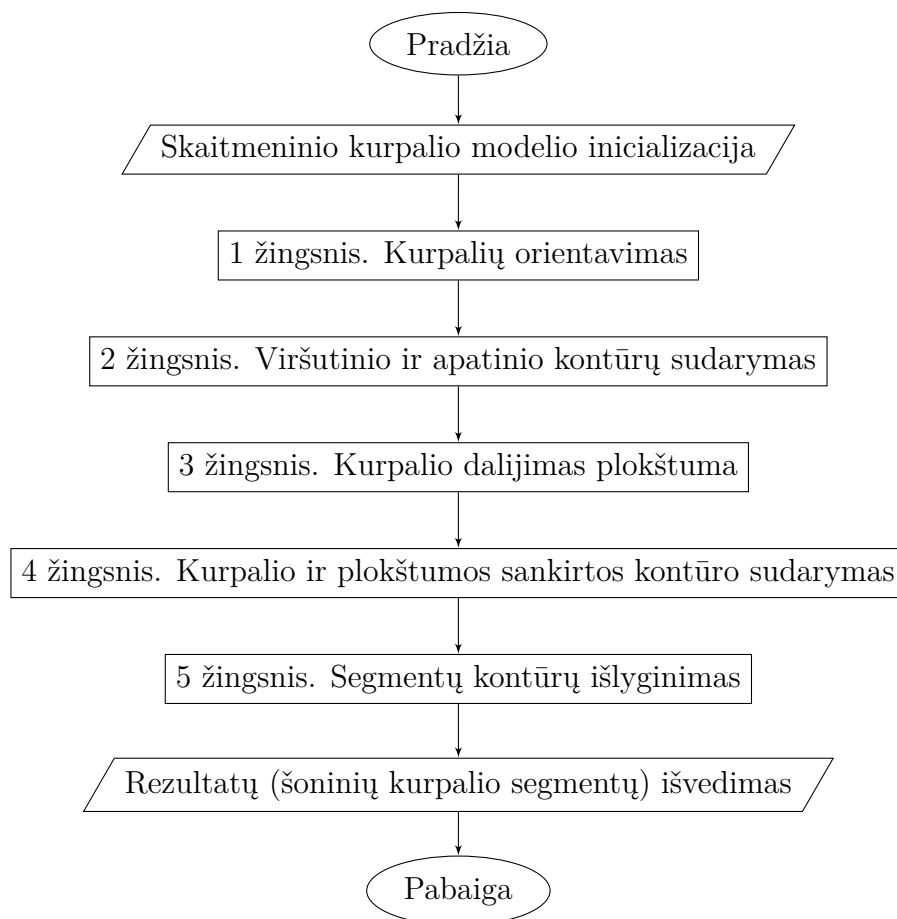 Pradžia
Skaitmeninio kurpalio modelio inicializacija
1 žingsnis. Kurpalių orientavimas
2 žingsnis. Viršutinio ir apatinio kontūrų sudarymas
3 žingsnis. Kurpalio dalijimas plokštuma
4 žingsnis. Kurpalio ir plokštumos sankirtos kontūro sudarymas
5 žingsnis. Segmentų kontūrų išlyginimas
Rezultatų (šoninių kurpalio segmentų) išvedimas
Pabaiga